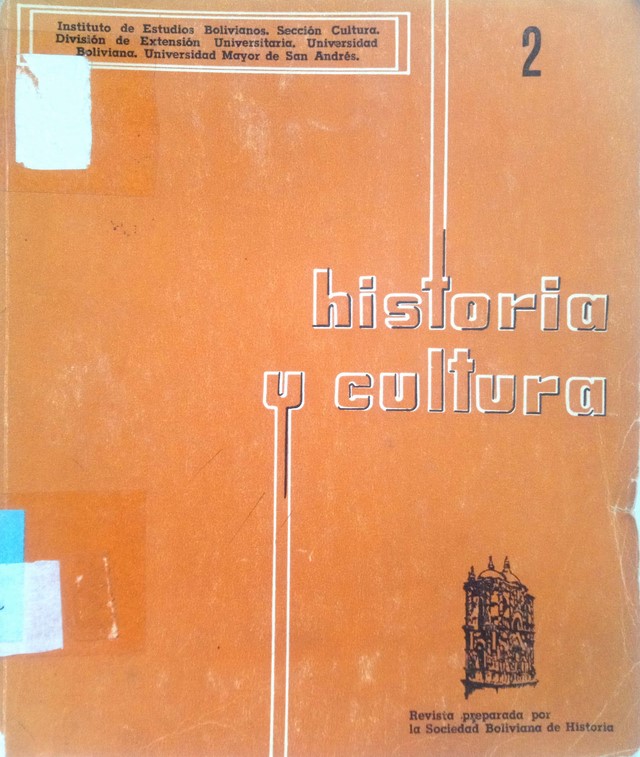 Instituto de Estudios Bolivianos. Sección Cultura.
División de Extensión Universitaria. Universidad
Boliviana. Universidad Mayor de San Andrés.
2
historia
y cultura
Revista preparada por
la Sociedad Boliviana de Historia